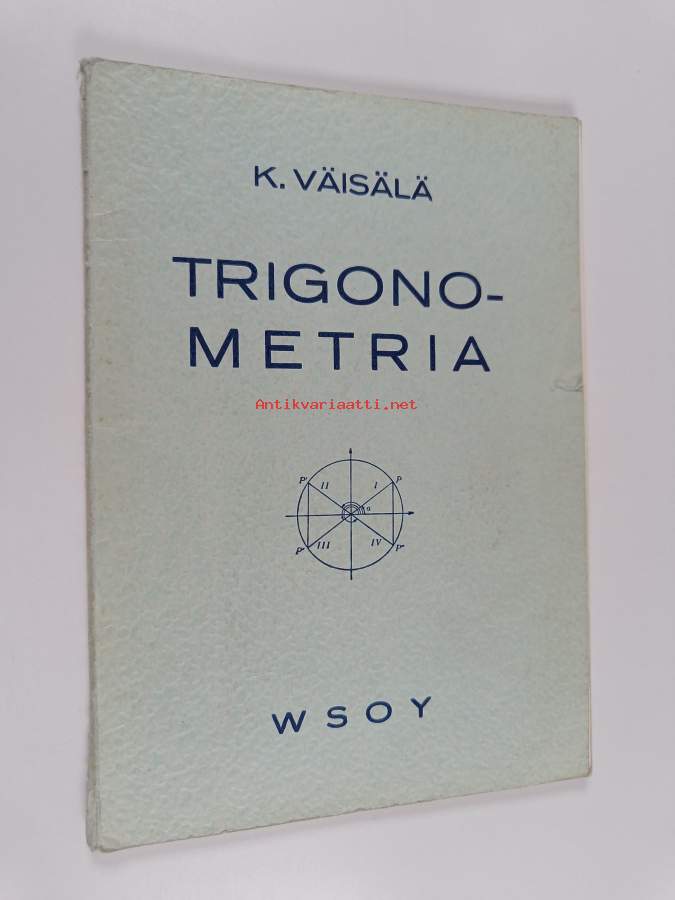 K. VÄISÄLÄ
TRIGONO-
METRIA
Antikvariaatti.net
P' II I P
α
P" III IV P'''
WSOY